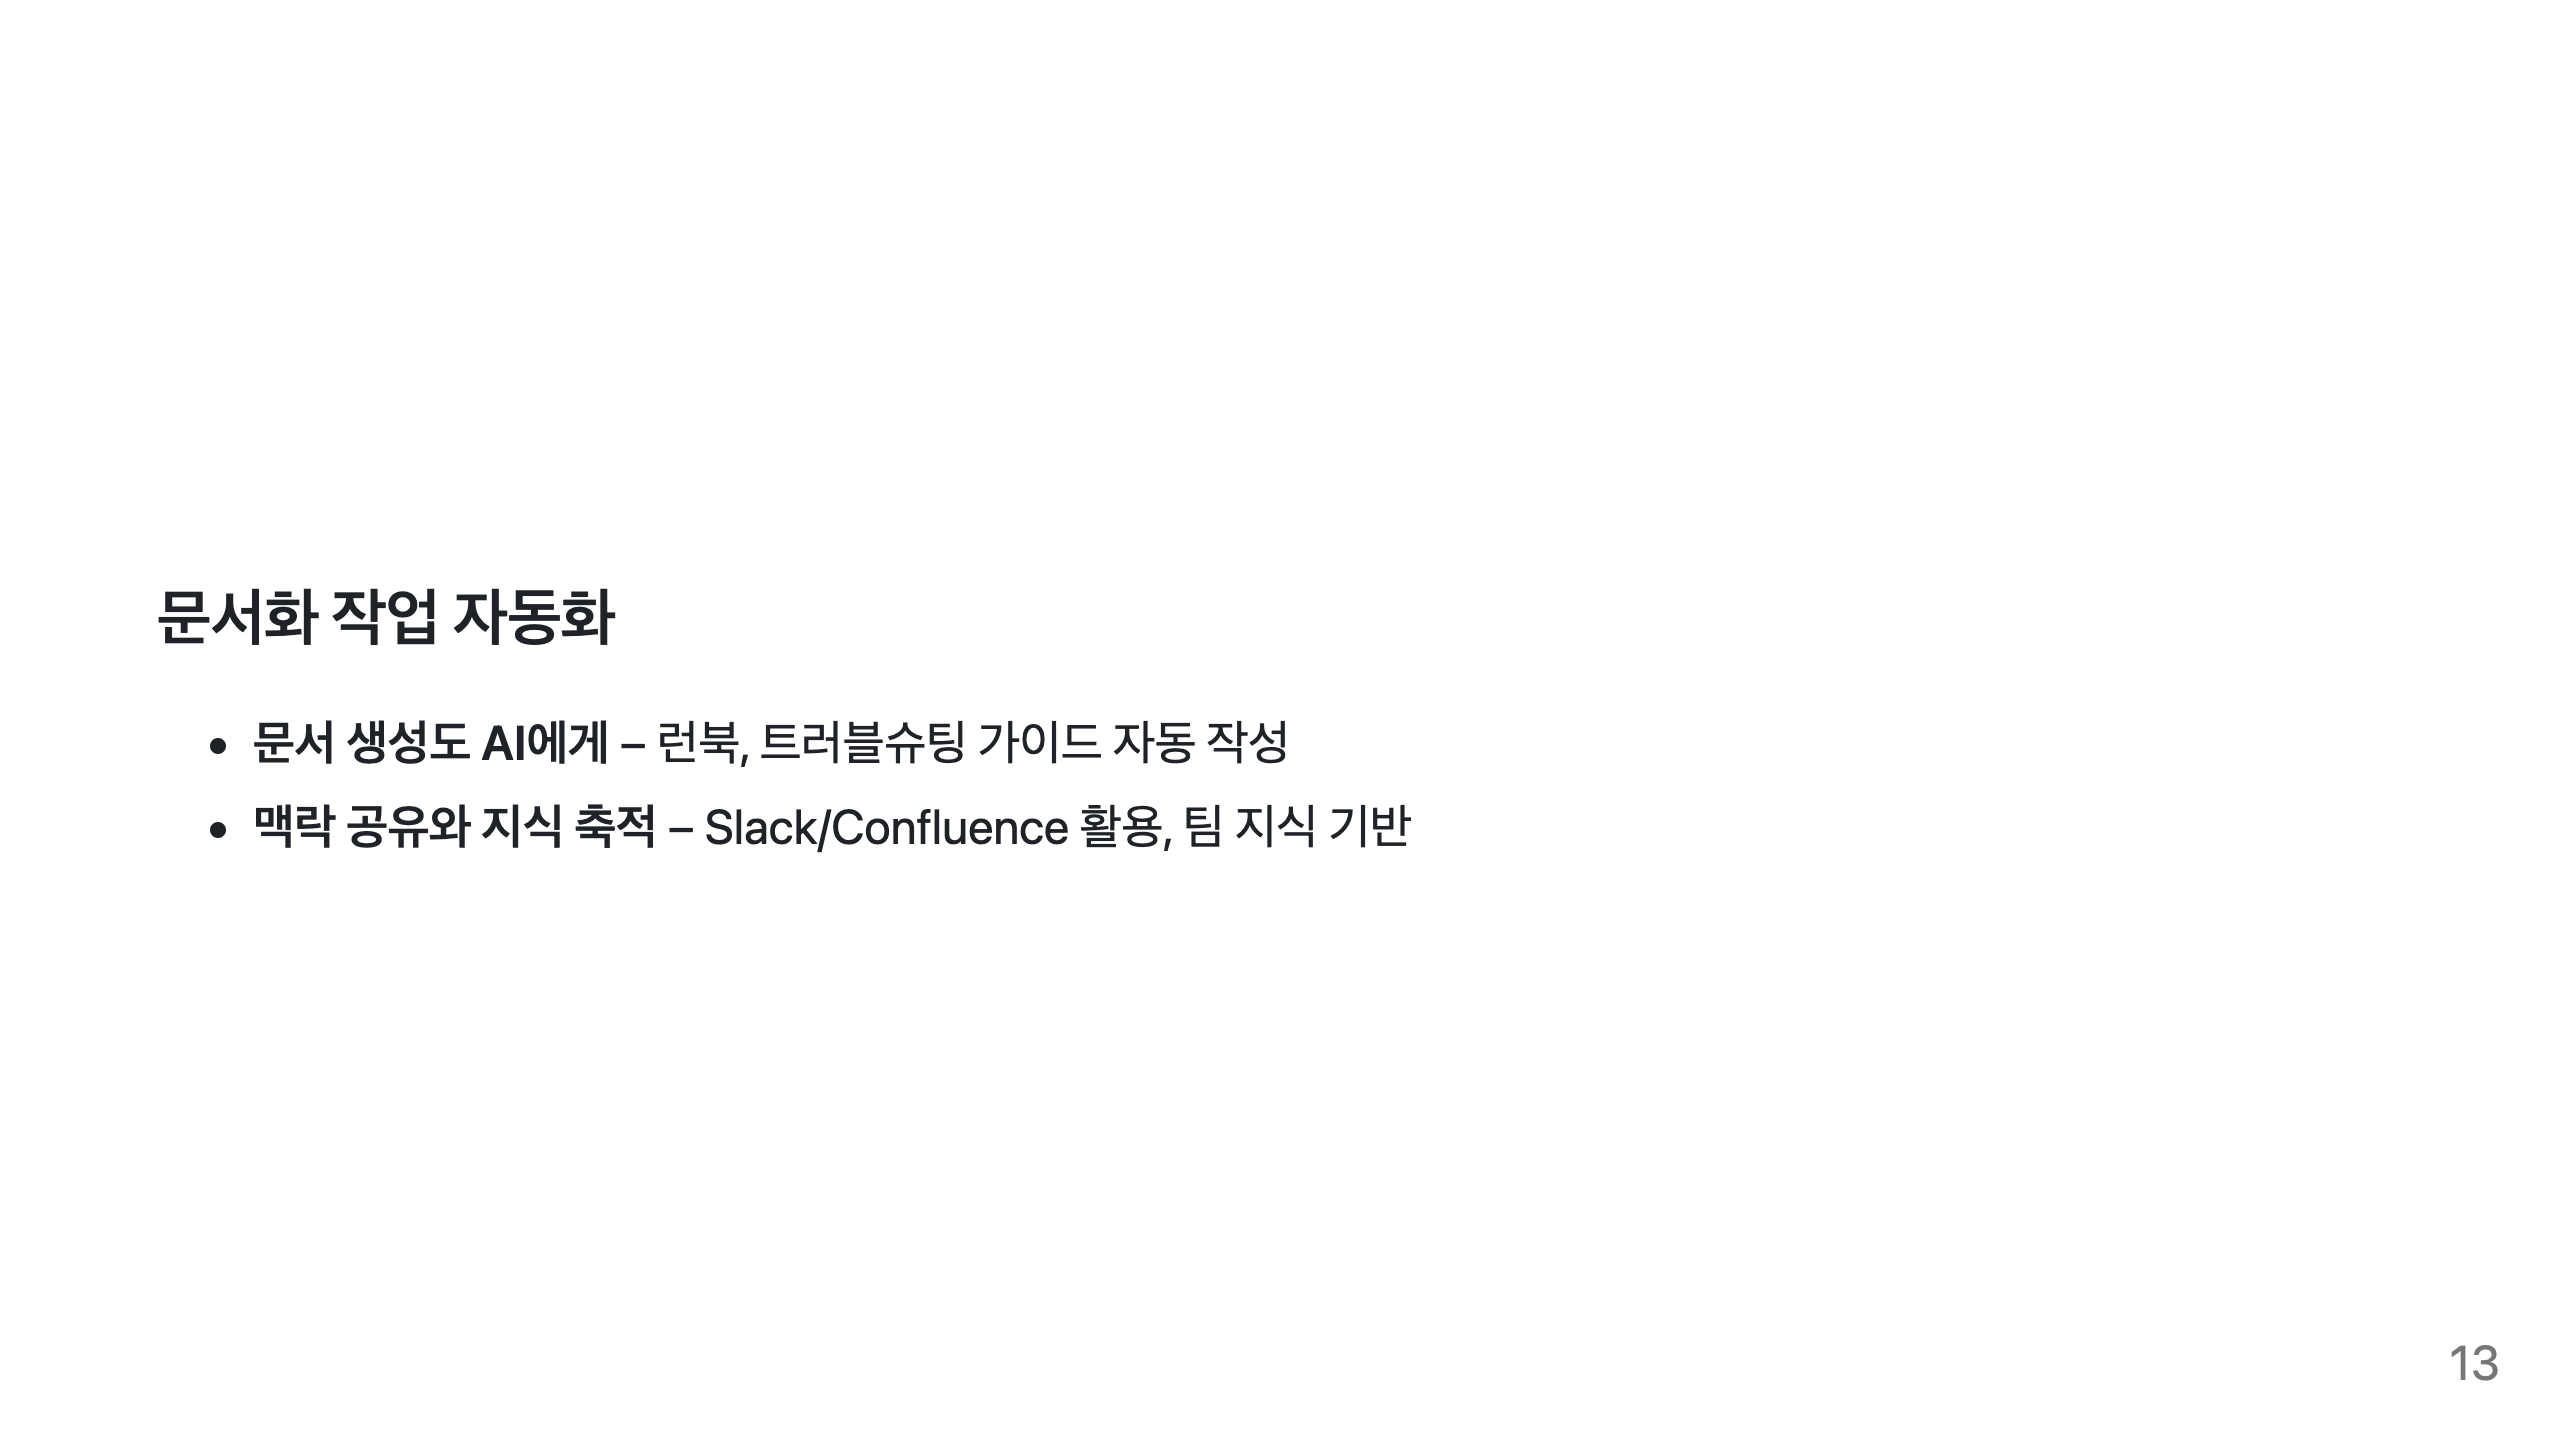 문서화 작업 자동화
• 문서 생성도 AI에게 – 런북, 트러블슈팅 가이드 자동 작성
• 맥락 공유와 지식 축적 – Slack/Confluence 활용, 팀 지식 기반
13